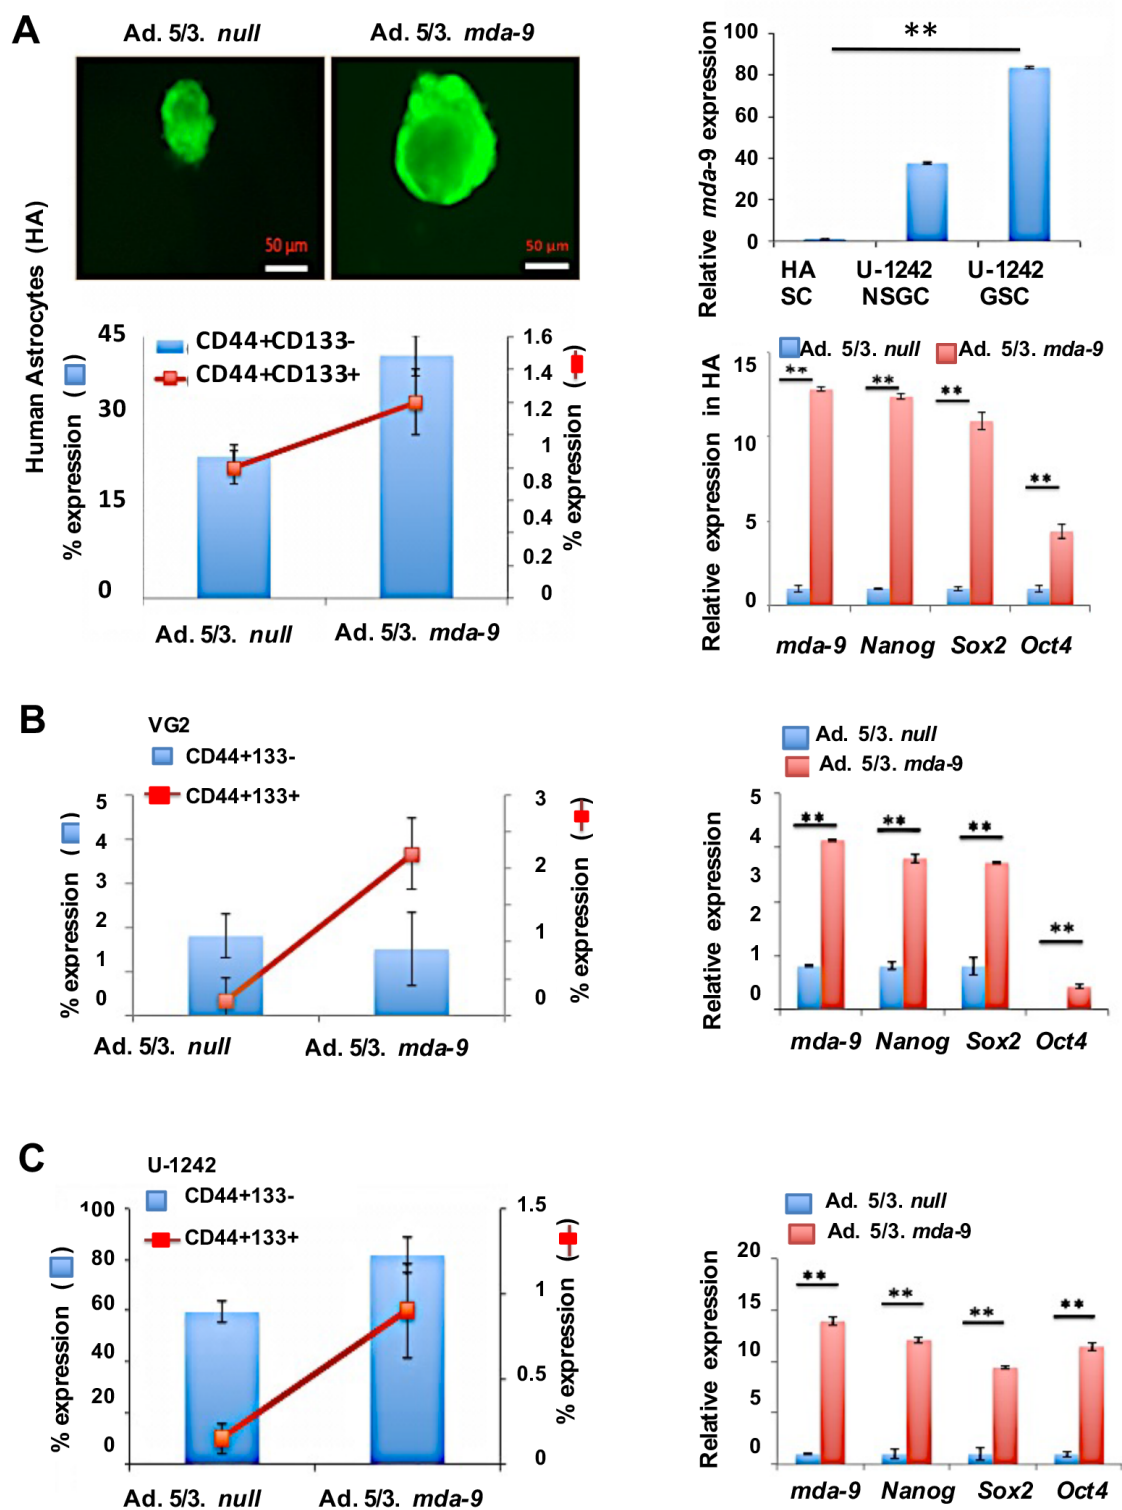 A
Ad. 5/3. null
Ad. 5/3. mda-9
50 µm
50 µm
Human Astrocytes (HA)
Relative mda-9 expression
100
80
60
40
20
0
**
HA SC
U-1242 NSGC
U-1242 GSC
CD44+CD133-
CD44+CD133+
% expression ( )
45
30
15
0
1.6
1.4
1.2
1
0.8
0.4
0.2
0
% expression ( )
Ad. 5/3. null
Ad. 5/3. mda-9
Ad. 5/3. null
Ad. 5/3. mda-9
Relative expression in HA
15
10
5
0
**
**
**
**
mda-9 Nanog Sox2 Oct4
B
VG2
CD44+133-
CD44+133+
% expression ( )
5
4
3
2
1
0
3
2
1
0
% expression ( )
Ad. 5/3. null
Ad. 5/3. mda-9
Ad. 5/3. null
Ad. 5/3. mda-9
Relative expression
5
4
3
2
1
0
**
**
**
**
mda-9 Nanog Sox2 Oct4
C
U-1242
CD44+133-
CD44+133+
% expression ( )
100
80
60
40
20
0
1.5
1
0.5
0
% expression ( )
Ad. 5/3. null
Ad. 5/3. mda-9
Ad. 5/3. null
Ad. 5/3. mda-9
Relative expression
20
15
10
5
0
**
**
**
**
mda-9 Nanog Sox2 Oct4